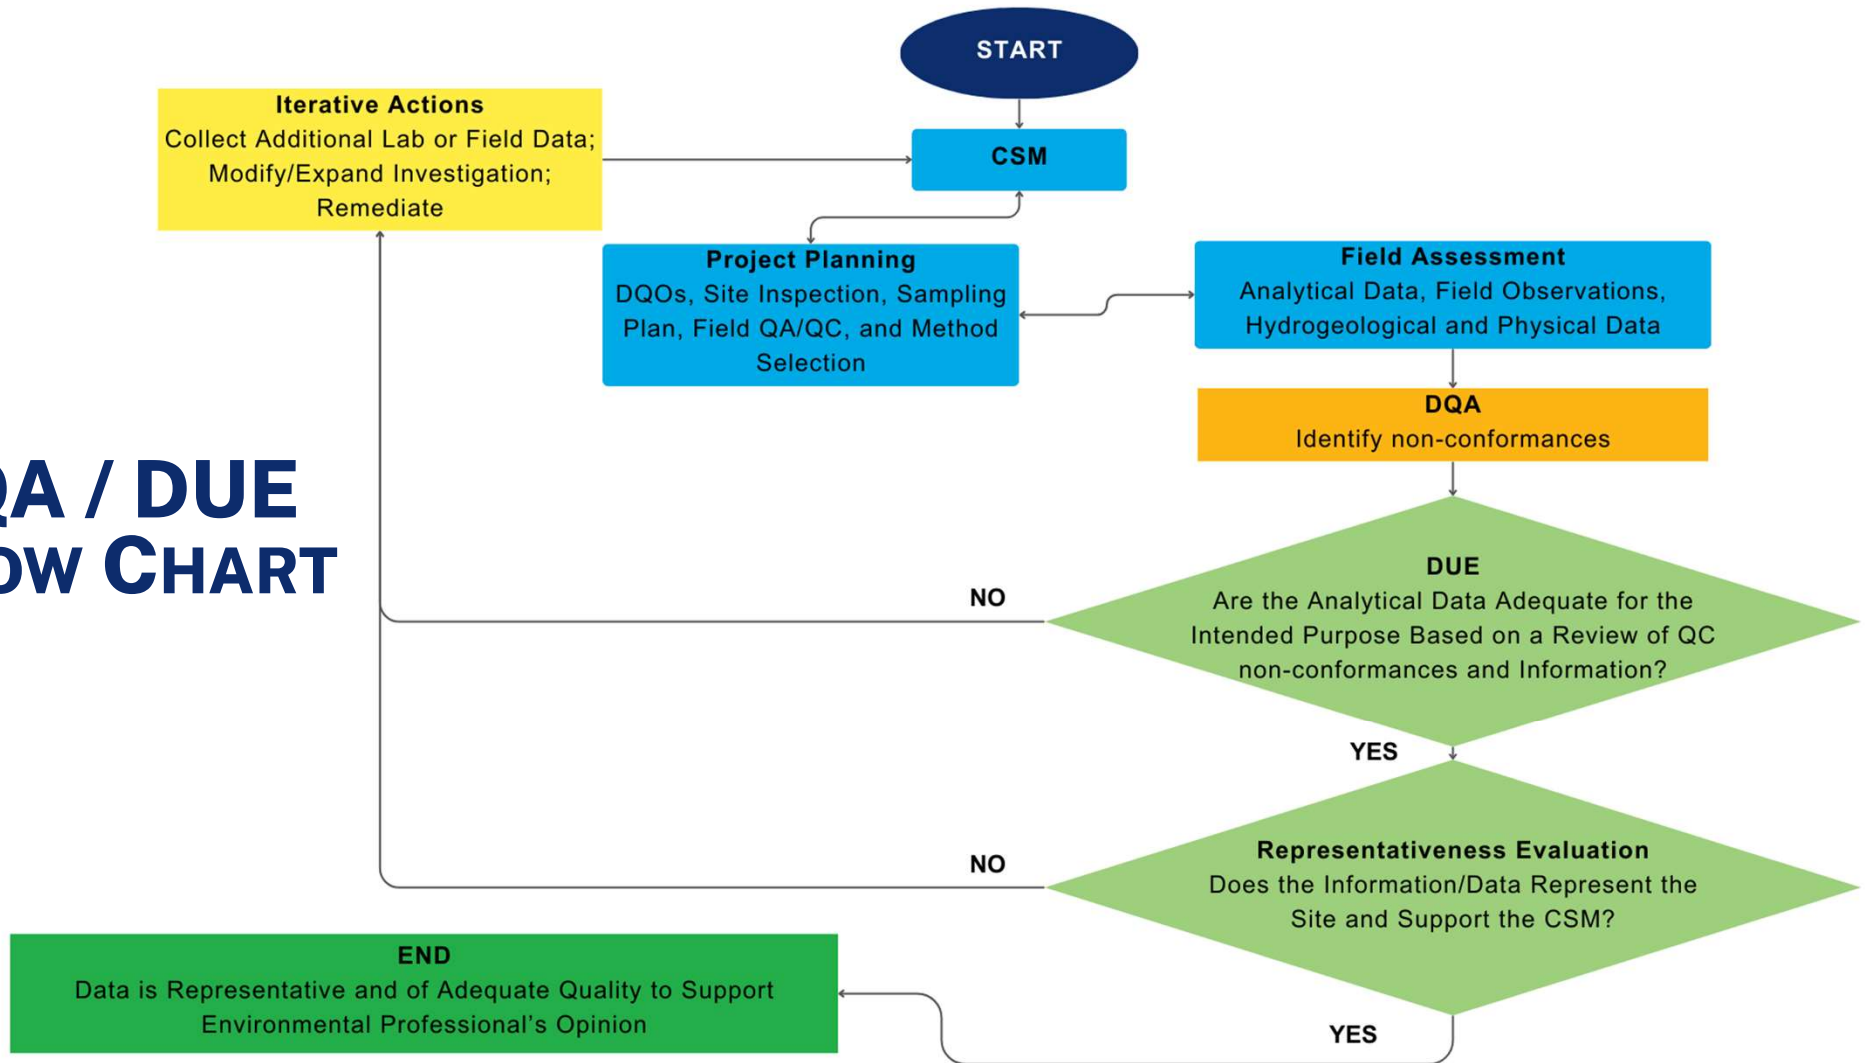 START
Iterative Actions
Collect Additional Lab or Field Data;
Modify/Expand Investigation;
Remediate
CSM
Project Planning
DQOs, Site Inspection, Sampling
Plan, Field QA/QC, and Method
Selection
Field Assessment
Analytical Data, Field Observations,
Hydrogeological and Physical Data
DQA
Identify non-conformances
QA / DUE
OW CHART
DUE
Are the Analytical Data Adequate for the
Intended Purpose Based on a Review of QC
non-conformances and Information?
NO
YES
Representativeness Evaluation
Does the Information/Data Represent the
Site and Support the CSM?
NO
END
Data is Representative and of Adequate Quality to Support
Environmental Professional’s Opinion
YES